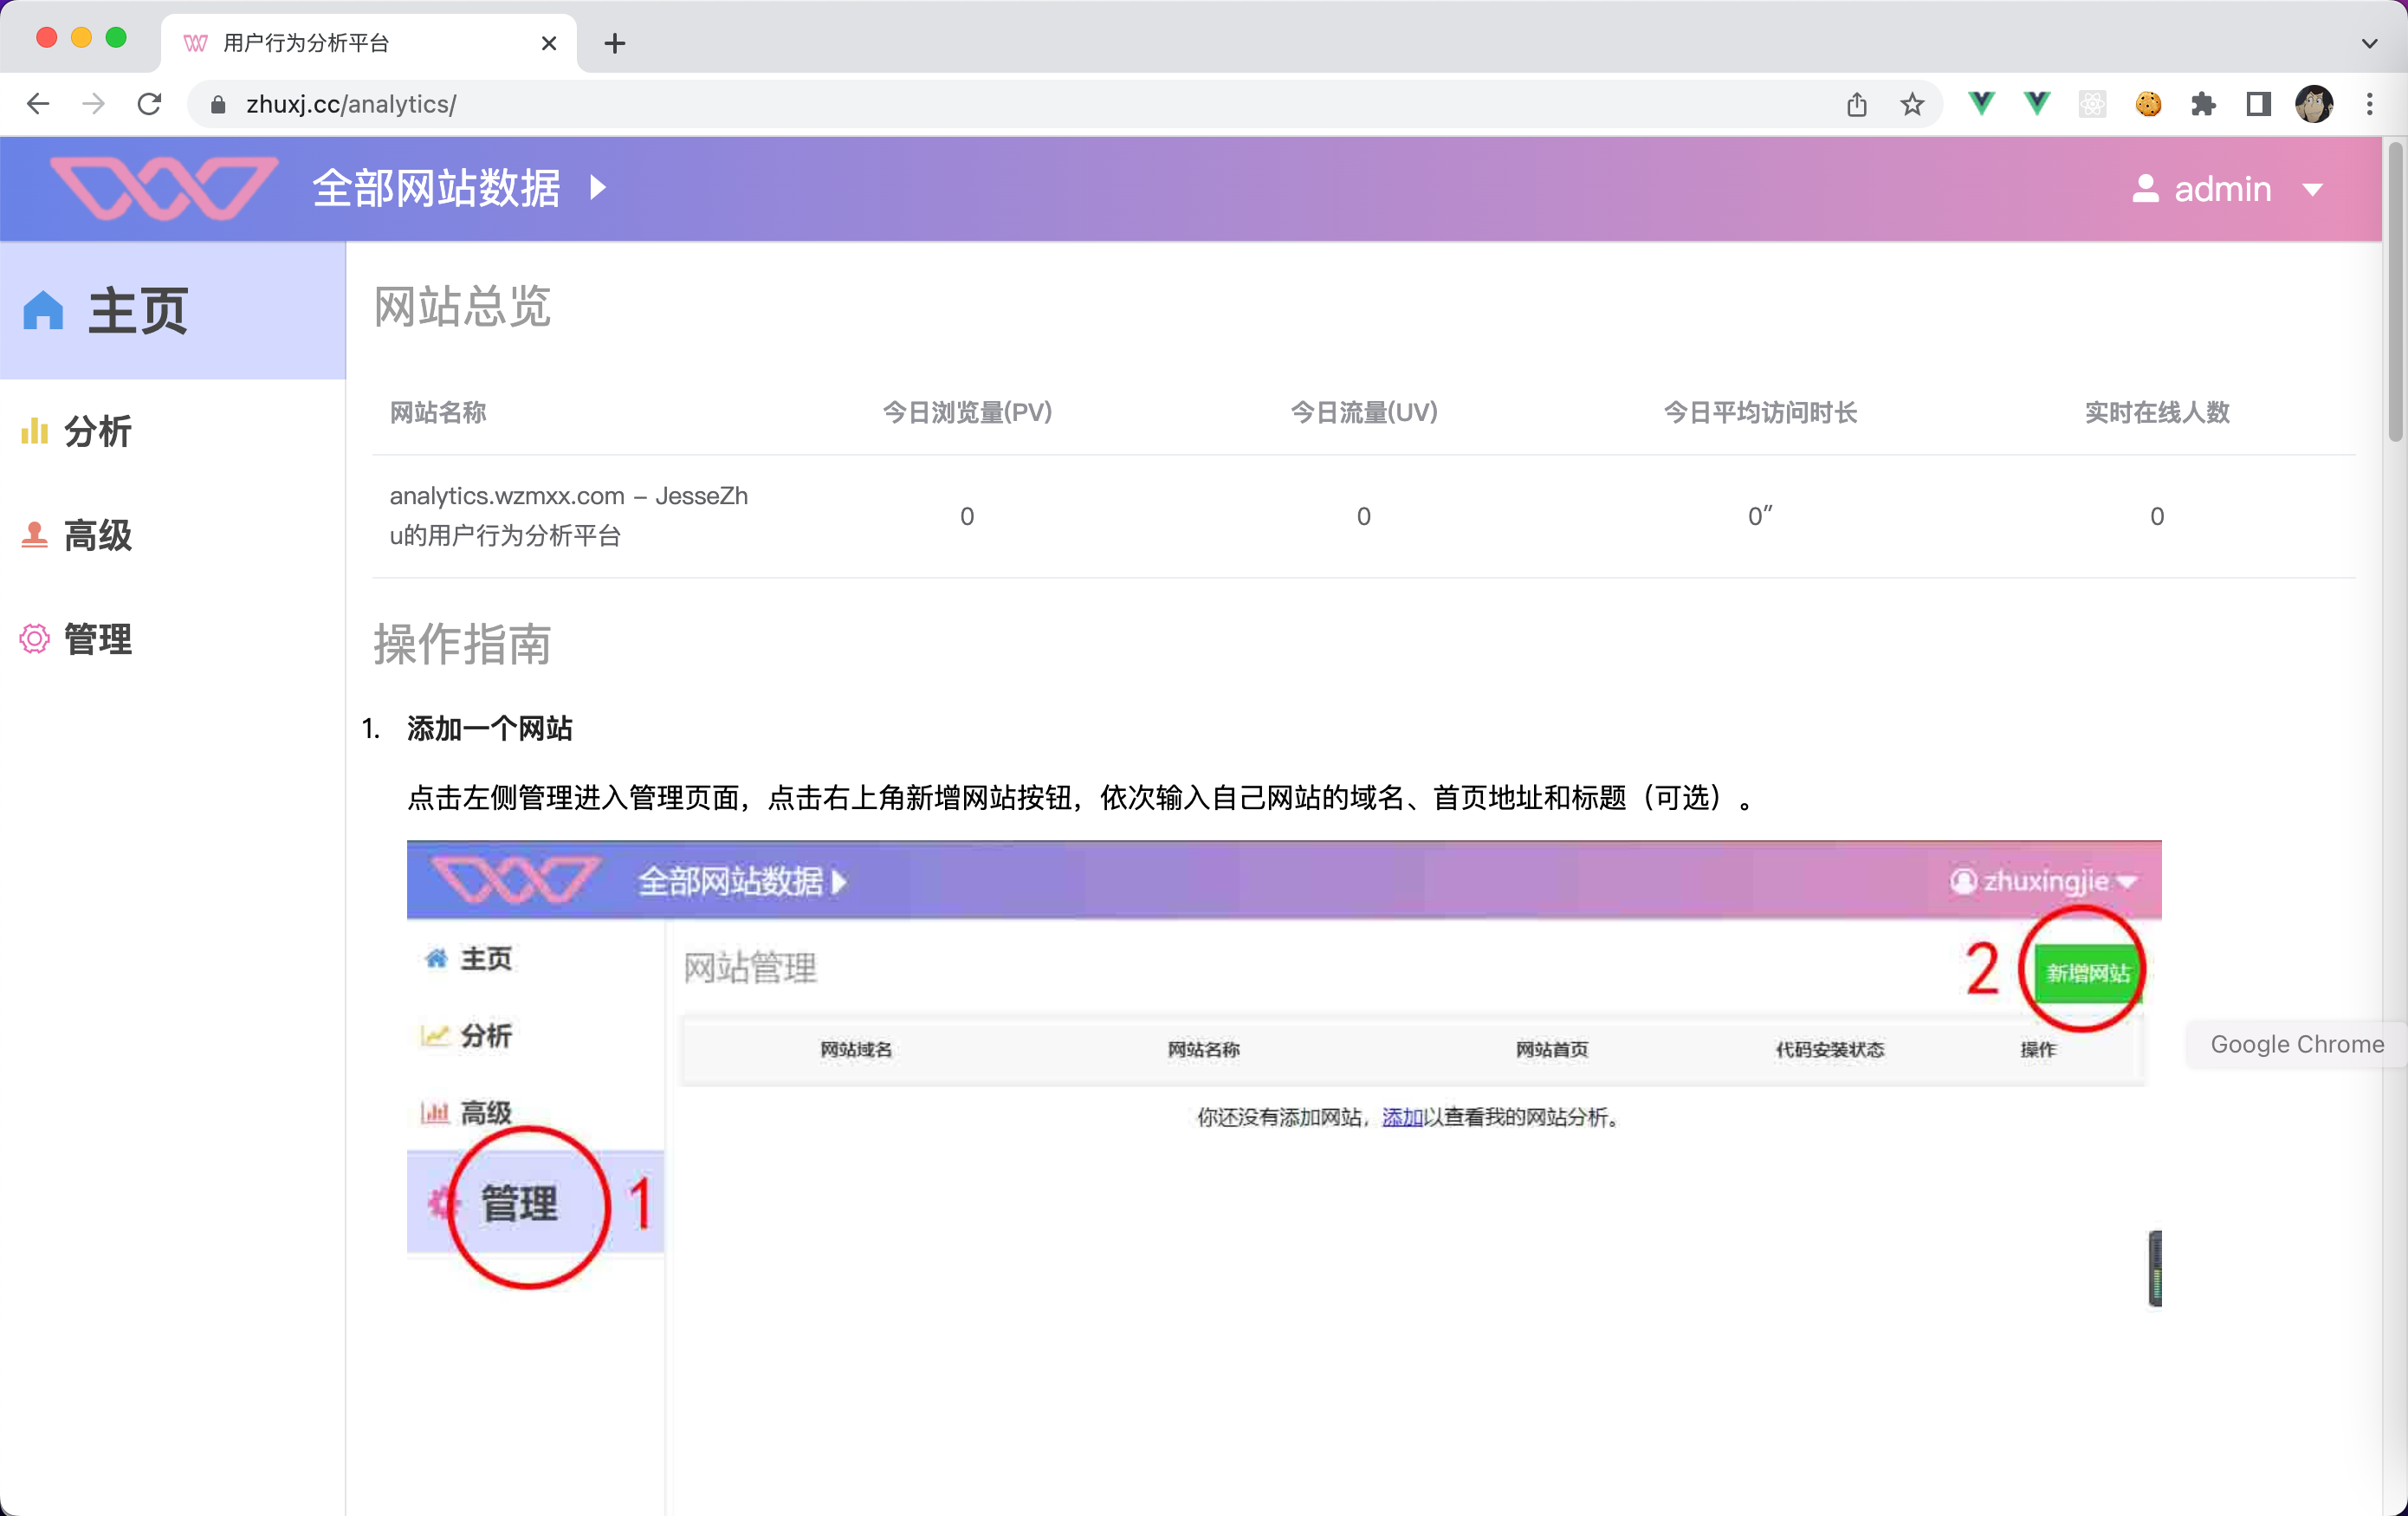 用户行为分析平台
zhuxj.cc/analytics/
全部网站数据
admin
主页
分析
高级
管理
网站总览
网站名称 今日浏览量(PV) 今日流量(UV) 今日平均访问时长 实时在线人数
analytics.wzmxx.com – JesseZh
u的用户行为分析平台
0 0 0″ 0
操作指南
1. 添加一个网站
点击左侧管理进入管理页面，点击右上角新增网站按钮，依次输入自己网站的域名、首页地址和标题（可选）。
全部网站数据
zhuxingjie
主页
分析
高级
管理
1
网站管理
2
新增网站
网站域名 网站名称 网站首页 代码安装状态 操作
你还没有添加网站，添加以查看我的网站分析。
Google Chrome